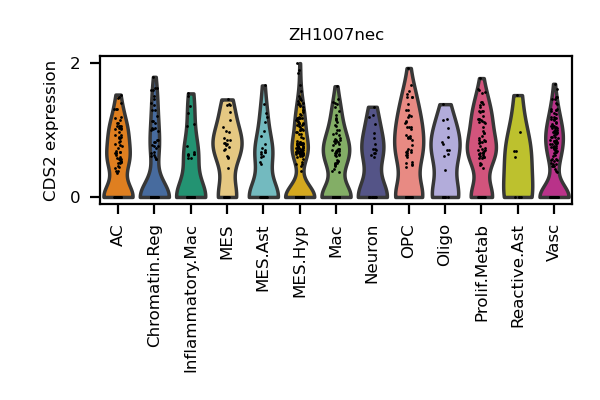 ZH1007nec
CDS2 expression
2
0
AC
Chromatin.Reg
Inflammatory.Mac
MES
MES.Ast
MES.Hyp
Mac
Neuron
OPC
Oligo
Prolif.Metab
Reactive.Ast
Vasc